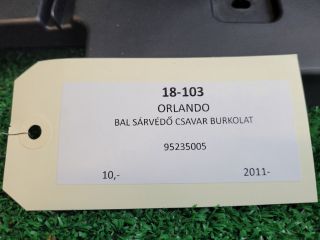 18-103
ORLANDO
BAL SÁRVÉDŐ CSAVAR BURKOLAT
95235005
10,- 2011-